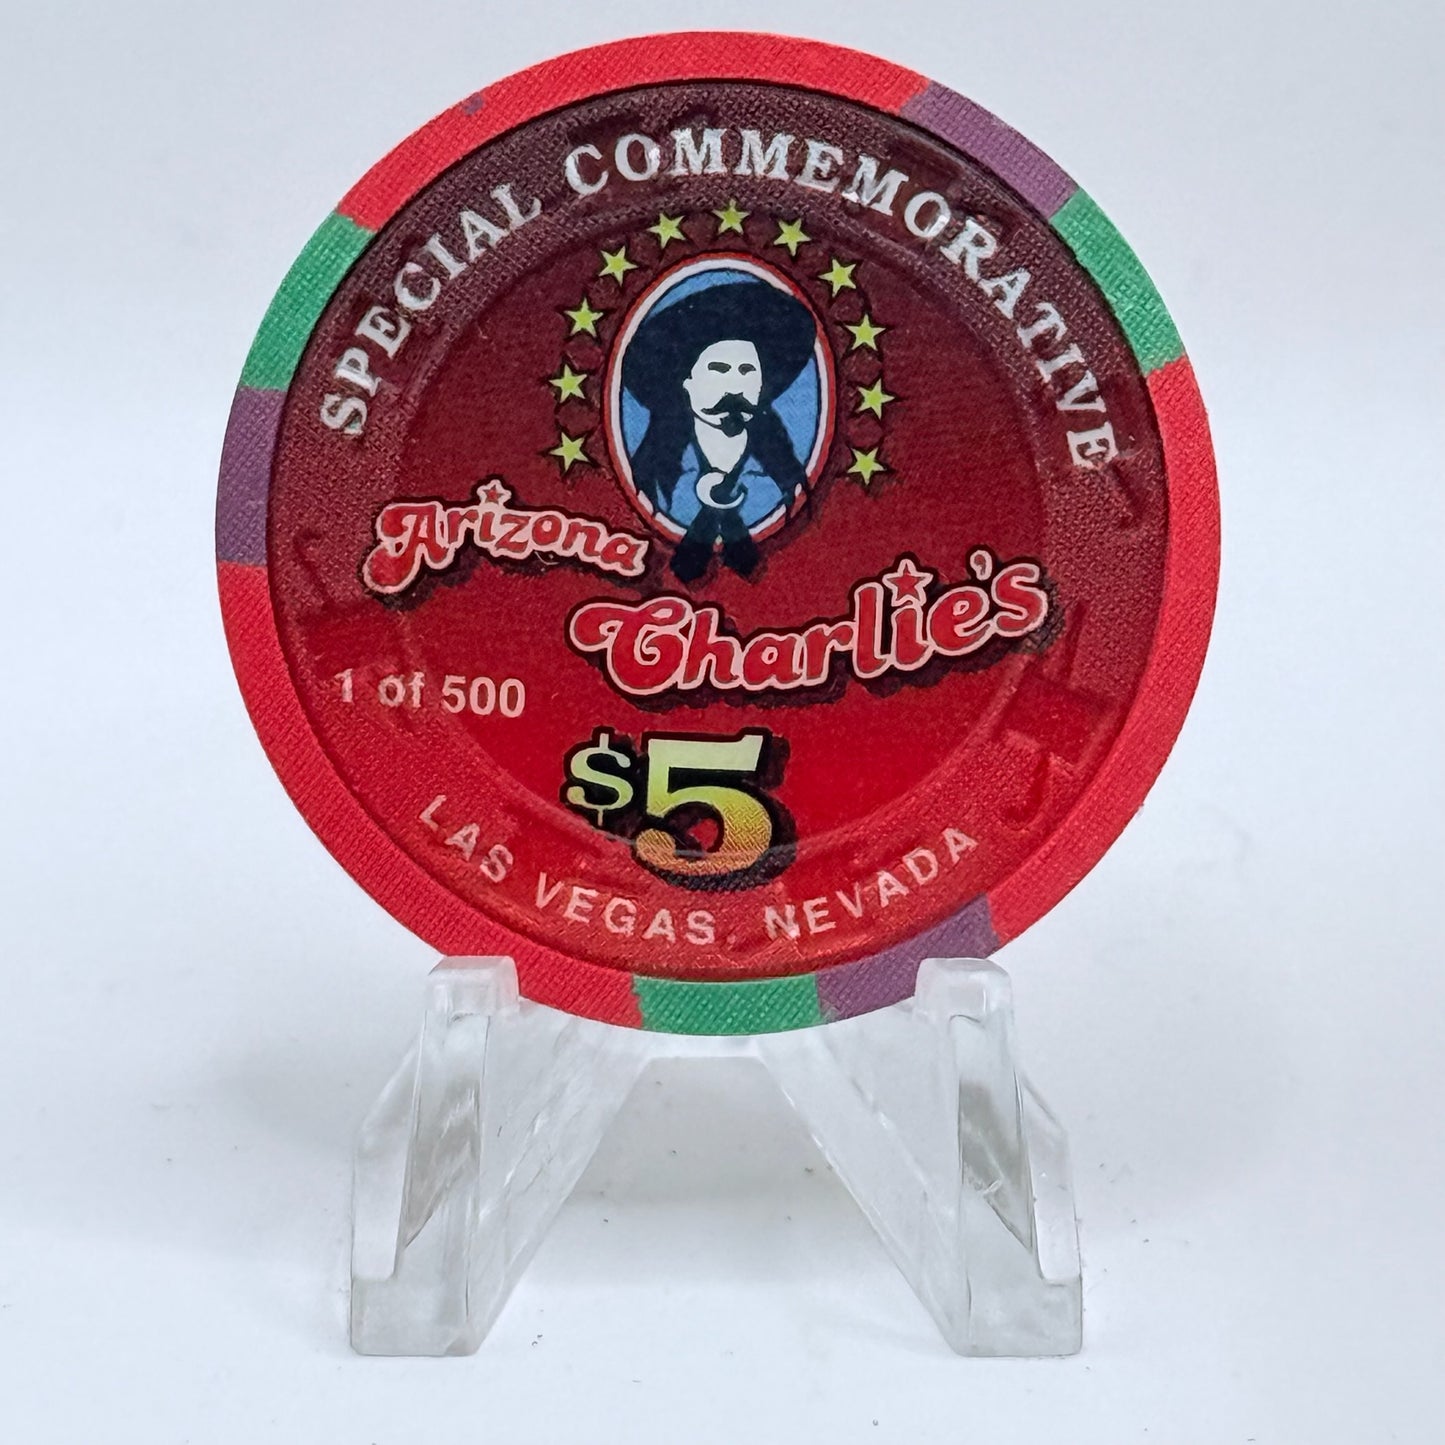 SPECIAL COMMEMORATIVE
Arizona
Charlie's
1 of 500
$5
LAS VEGAS, NEVADA